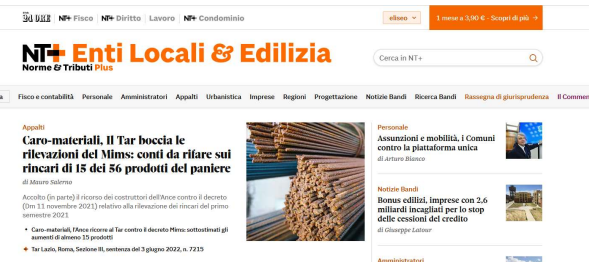 24 ORE NT+ Fisco NT+ Diritto Lavoro NT+ Condominio eliseo 1 mese a 3,90 € - Scopri di più →
NT+ Enti Locali & Edilizia
Norme & Tributi Plus
Cerca in NT+
a Fisco e contabilità Personale Amministratori Appalti Urbanistica Imprese Regioni Progettazione Notizie Bandi Ricerca Bandi Rassegna di giurisprudenza Il Commen
Appalti
Caro-materiali, Il Tar boccia le
rilevazioni del Mims: conti da rifare sui
rincari di 15 dei 56 prodotti del paniere
di Mauro Salerno
Accolto (in parte) il ricorso dei costruttori dell'Ance contro il decreto
(Dm 11 novembre 2021) relativo alla rilevazione dei rincari del primo
semestre 2021
• Caro-materiali, l'Ance ricorre al Tar contro il decreto Mims: sottostimati gli
aumenti di almeno 15 prodotti
Tar Lazio, Roma, Sezione III, sentenza del 3 giugno 2022, n. 7215
Personale
Assunzioni e mobilità, i Comuni
contro la piattaforma unica
di Arturo Bianco
Notizie Bandi
Bonus edilizi, imprese con 2,6
miliardi incagliati per lo stop
delle cessioni del credito
di Giuseppe Latour
Amministratori